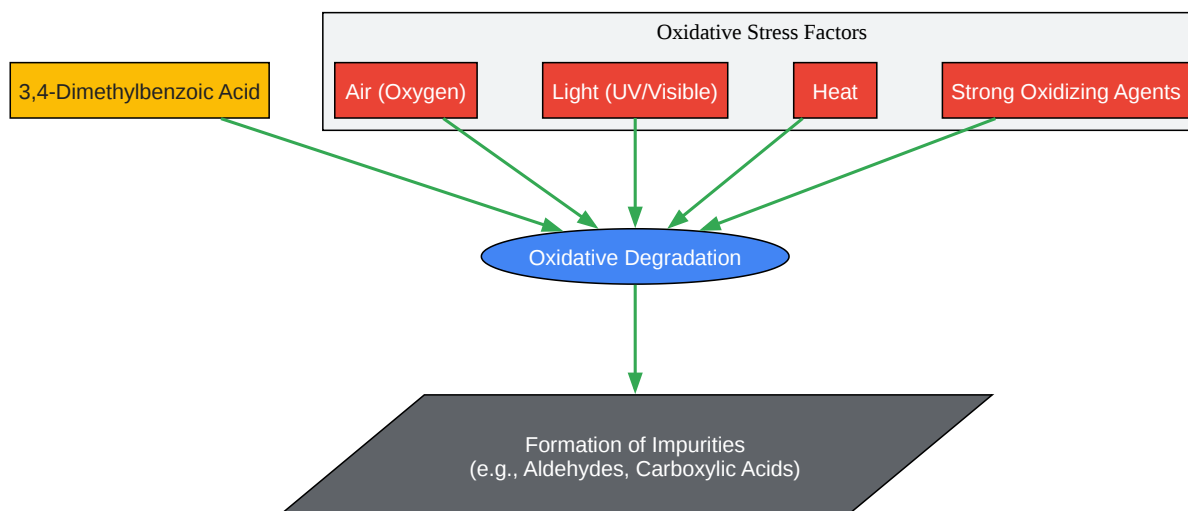 Oxidative Stress Factors
3,4-Dimethylbenzoic Acid
Air (Oxygen)
Light (UV/Visible)
Heat
Strong Oxidizing Agents
Oxidative Degradation
Formation of Impurities
(e.g., Aldehydes, Carboxylic Acids)